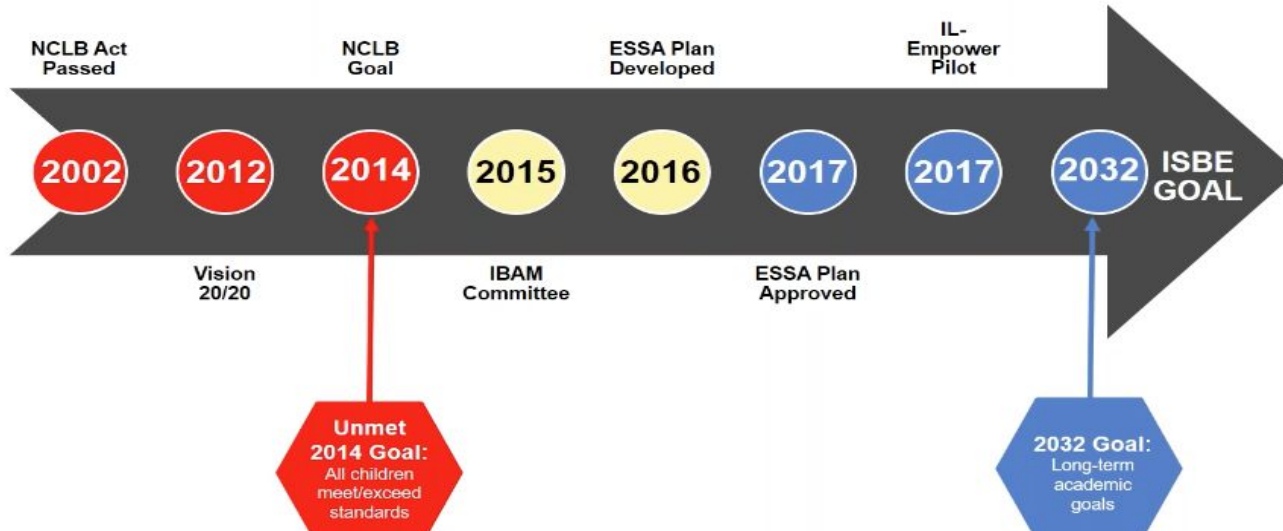 NCLB Act
Passed
NCLB
Goal
ESSA Plan
Developed
IL-
Empower
Pilot
2002
2012
2014
2015
2016
2017
2017
2032
ISBE
GOAL
Vision
20/20
IBAM
Committee
ESSA Plan
Approved
Unmet
2014 Goal:
All children
meet/exceed
standards
2032 Goal:
Long-term
academic
goals